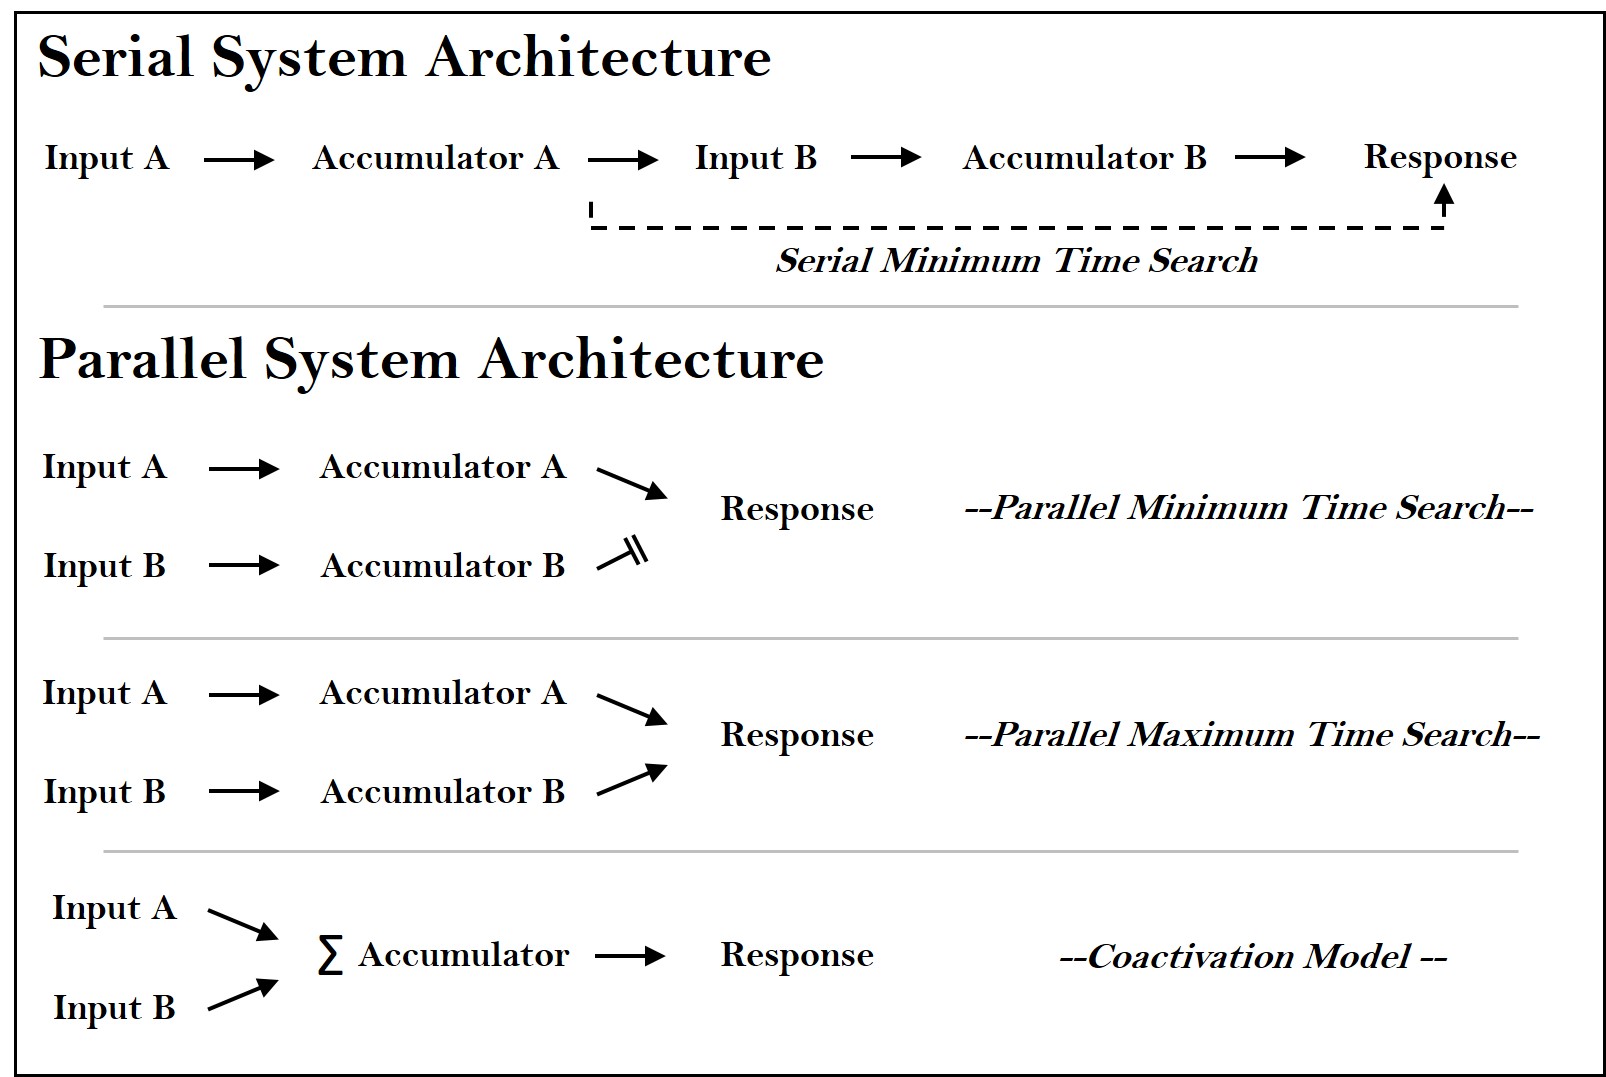 Serial System Architecture
Input A Accumulator A Input B Accumulator B Response
Serial Minimum Time Search
Parallel System Architecture
Input A Accumulator A
Response --Parallel Minimum Time Search--
Input B Accumulator B
Input A Accumulator A
Response --Parallel Maximum Time Search--
Input B Accumulator B
Input A
Σ Accumulator Response --Coactivation Model --
Input B